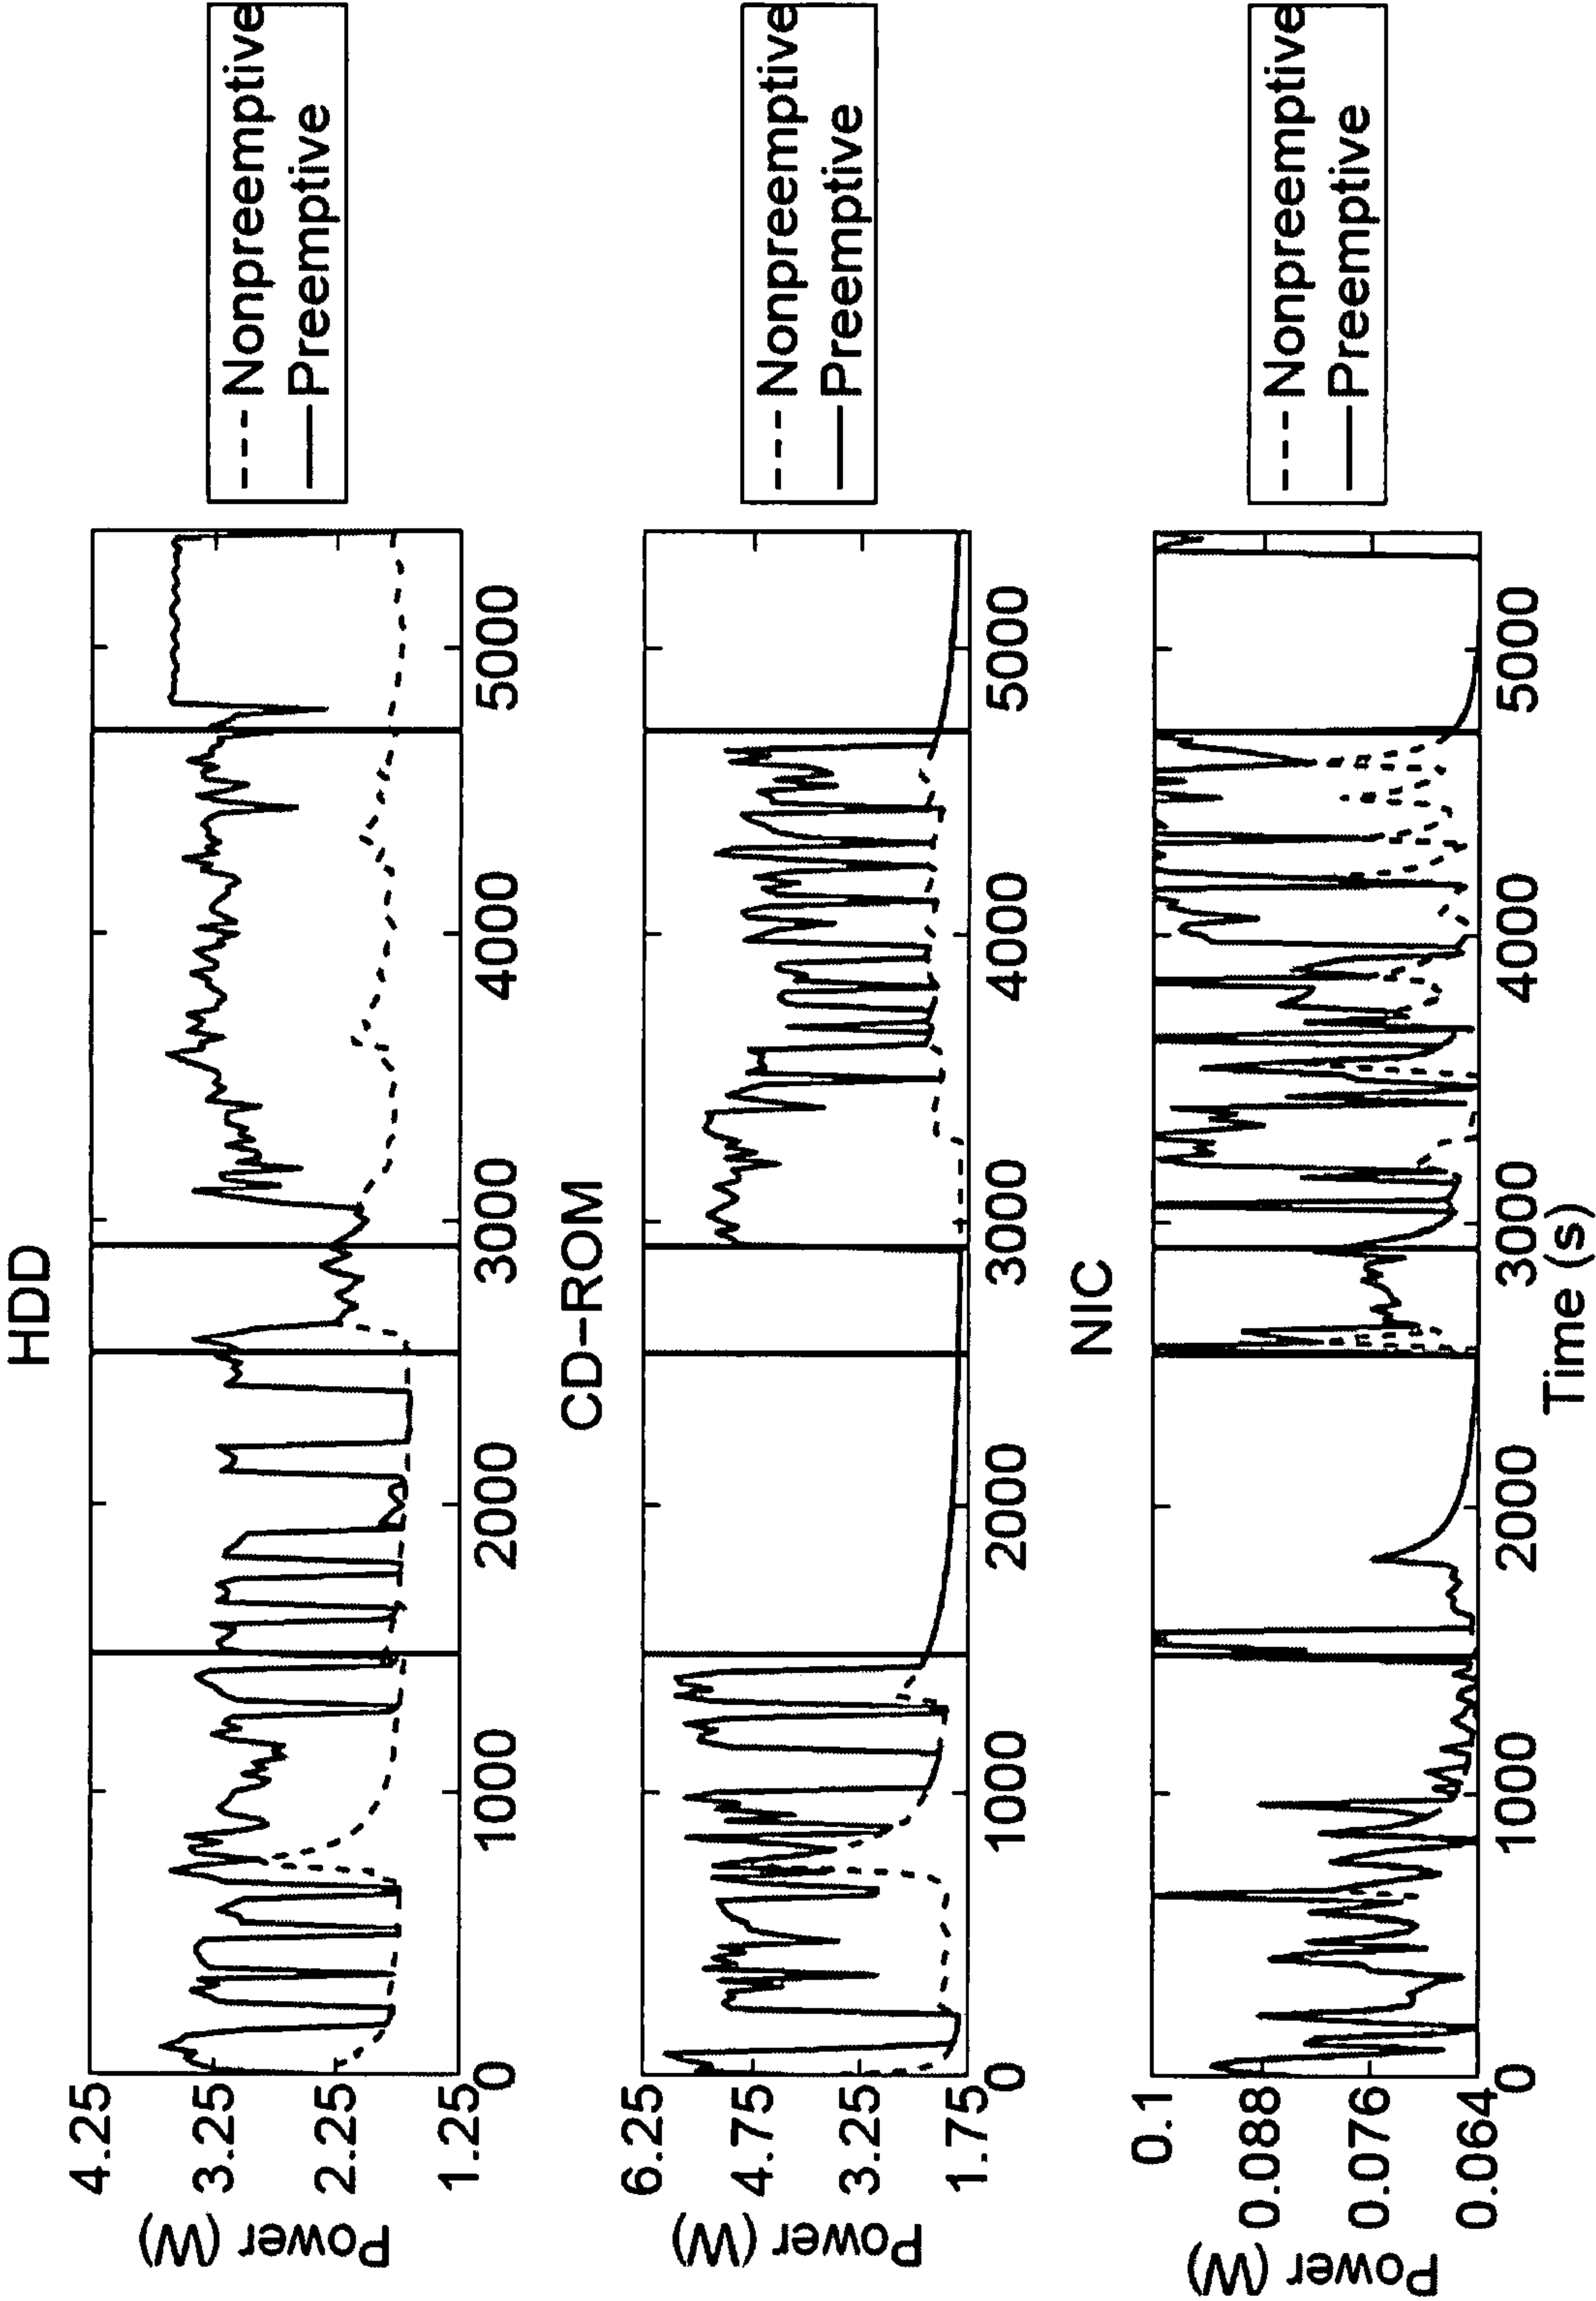 HDD
4.25
3.25
2.25
1.25
Power (W)
0
1000
2000
3000
4000
5000
Nonpreemptive
Preemptive
CD-ROM
6.25
4.75
3.25
1.75
Power (W)
0
1000
2000
3000
4000
5000
Nonpreemptive
Preemptive
NIC
0.1
0.088
0.076
0.064
Power (W)
0
1000
2000
3000
4000
5000
Time (s)
Nonpreemptive
Preemptive